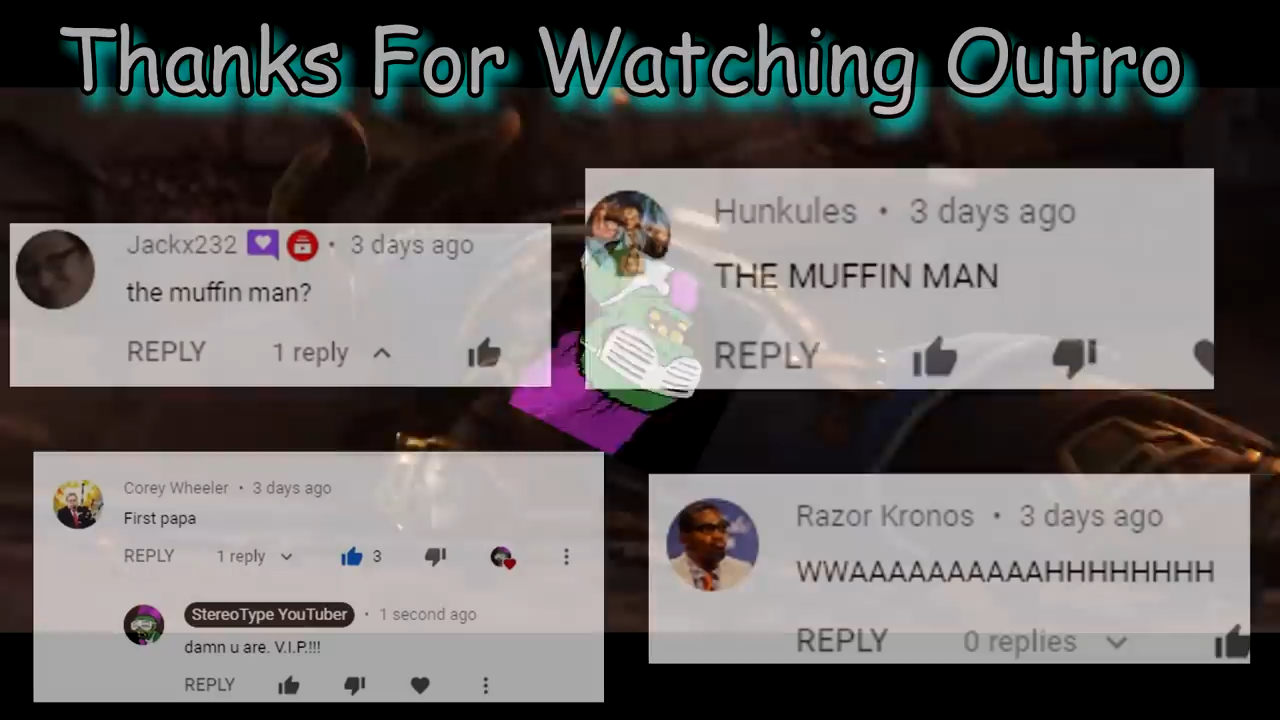 Thanks For Watching Outro
Jackx232 • 3 days ago
the muffin man?
REPLY 1 reply
Hunkules • 3 days ago
THE MUFFIN MAN
REPLY
Corey Wheeler • 3 days ago
First papa
REPLY 1 reply 3
StereoType YouTuber • 1 second ago
damn u are. V.I.P.!!!
REPLY
Razor Kronos • 3 days ago
WWAAAAAAAAAAHHHHHHHH
REPLY 0 replies